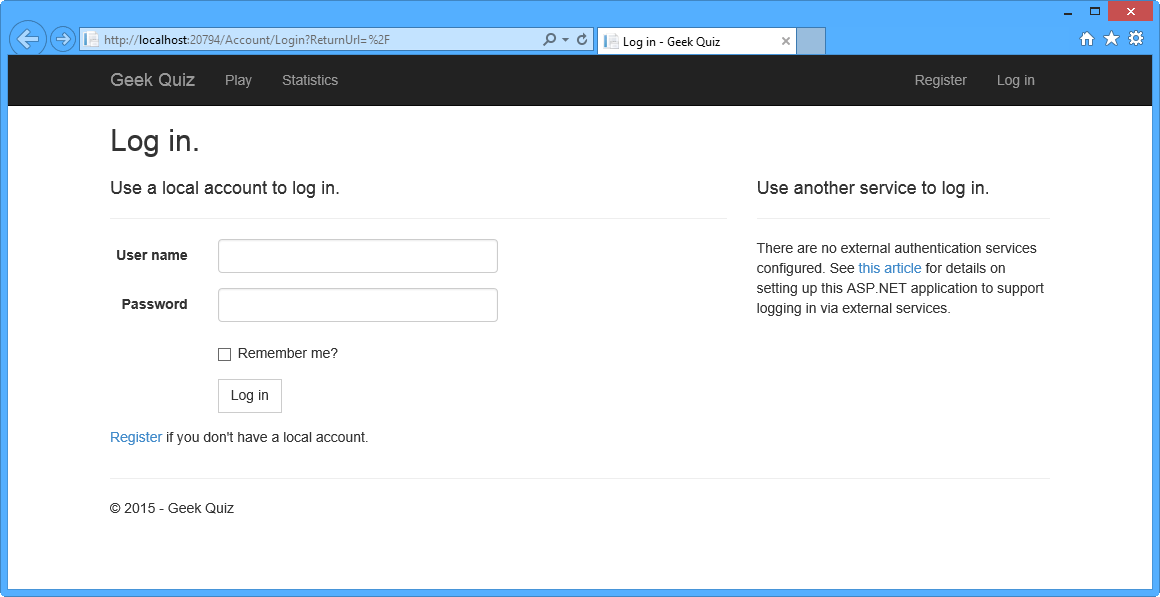 http://localhost:20794/Account/Login?ReturnUrl=%2F
Log in - Geek Quiz
Geek Quiz Play Statistics Register Log in
Log in.
Use a local account to log in.
User name
Password
Remember me?
Log in
Register if you don't have a local account.
Use another service to log in.
There are no external authentication services
configured. See this article for details on
setting up this ASP.NET application to support
logging in via external services.
© 2015 - Geek Quiz